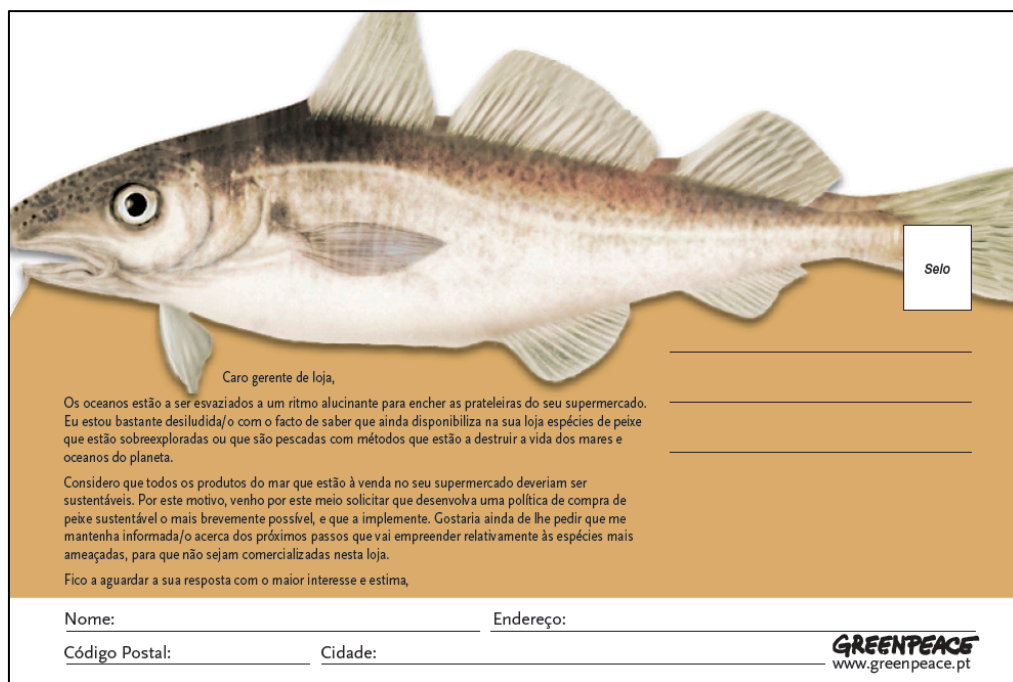 Selo
Caro gerente de loja,
Os oceanos estão a ser esvaziados a um ritmo alucinante para encher as prateleiras do seu supermercado.
Eu estou bastante desiludida/o com o facto de saber que ainda disponibiliza na sua loja espécies de peixe
que estão sobreexploradas ou que são pescadas com métodos que estão a destruir a vida dos mares e
oceanos do planeta.
Considero que todos os produtos do mar que estão à venda no seu supermercado deveriam ser
sustentáveis. Por este motivo, venho por este meio solicitar que desenvolva uma política de compra de
peixe sustentável o mais brevemente possível, e que a implemente. Gostaria ainda de lhe pedir que me
mantenha informada/o acerca dos próximos passos que vai empreender relativamente às espécies mais
ameaçadas, para que não sejam comercializadas nesta loja.
Fico a aguardar a sua resposta com o maior interesse e estima,
Nome: Endereço:
Código Postal: Cidade:
GREENPEACE
www.greenpeace.pt